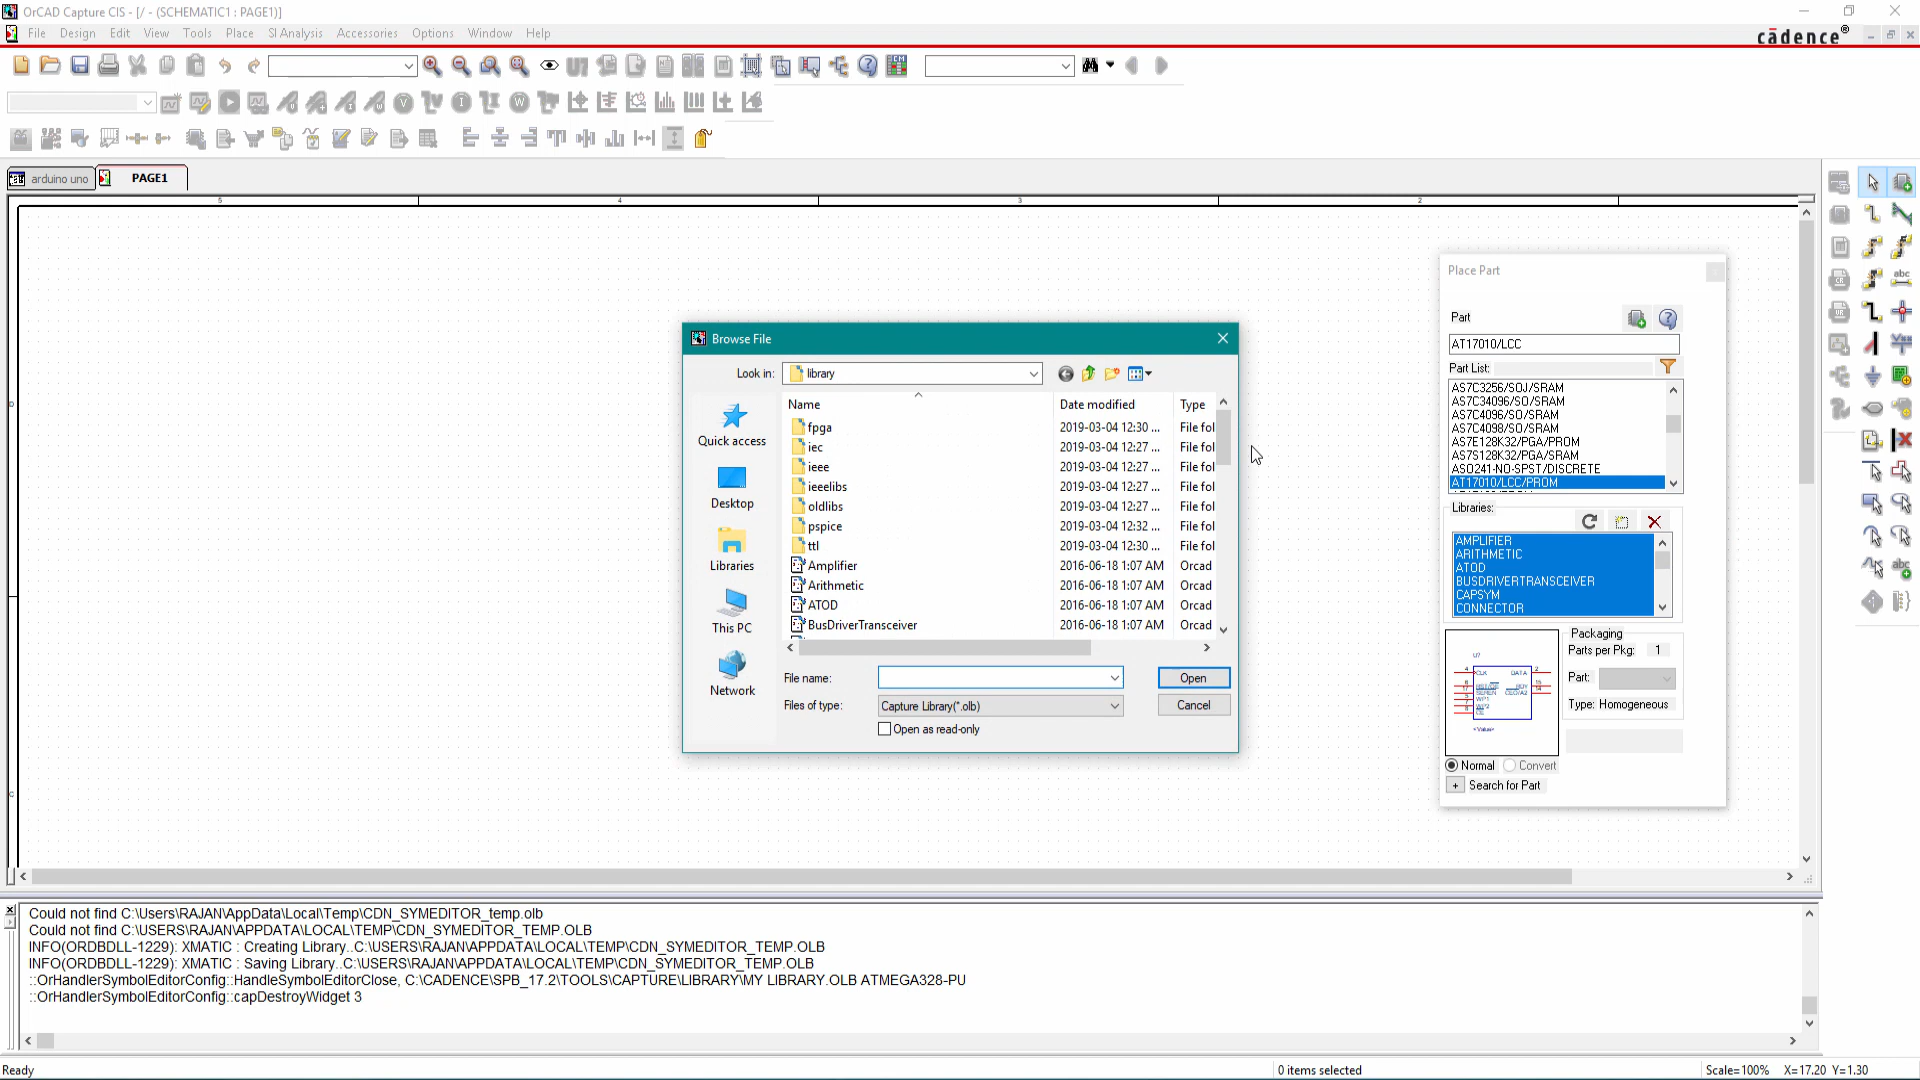 OrCAD Capture CIS - [/ - (SCHEMATIC1 : PAGE1)]
File Design Edit View Tools Place SI Analysis Accessories Options Window Help
cādence®
arduino uno
PAGE1
5 4 3 2
D
C
Browse File
Look in: library
Name Date modified Type
fpga 2019-03-04 12:30 ... File fol
iec 2019-03-04 12:27 ... File fol
ieee 2019-03-04 12:27 ... File fol
ieeelibs 2019-03-04 12:27 ... File fol
oldlibs 2019-03-04 12:27 ... File fol
pspice 2019-03-04 12:32 ... File fol
ttl 2019-03-04 12:30 ... File fol
Amplifier 2016-06-18 1:07 AM Orcad
Arithmetic 2016-06-18 1:07 AM Orcad
ATOD 2016-06-18 1:07 AM Orcad
BusDriverTransceiver 2016-06-18 1:07 AM Orcad
Quick access
Desktop
Libraries
This PC
Network
File name:
Open
Files of type: Capture Library(*.olb)
Cancel
Open as read-only
Place Part
Part
AT17010/LCC
Part List:
AS7C3256/SOJ/SRAM
AS7C34096/SO/SRAM
AS7C4096/SO/SRAM
AS7C4098/SO/SRAM
AS7E128K32/PGA/PROM
AS7S128K32/PGA/SRAM
ASO241-NO-SPST/DISCRETE
AT17010/LCC/PROM
Libraries:
AMPLIFIER
ARITHMETIC
ATOD
BUSDRIVERTRANSCEIVER
CAPSYM
CONNECTOR
U?
CLK DATA
WP1
WP2
<Value>
Packaging
Parts per Pkg: 1
Part:
Type: Homogeneous
Normal Convert
+ Search for Part
Could not find C:\Users\RAJAN\AppData\Local\Temp\CDN_SYMEDITOR_temp.olb
Could not find C:\USERS\RAJAN\APPDATA\LOCAL\TEMP\CDN_SYMEDITOR_TEMP.OLB
INFO(ORDBDLL-1229): XMATIC : Creating Library..C:\USERS\RAJAN\APPDATA\LOCAL\TEMP\CDN_SYMEDITOR_TEMP.OLB
INFO(ORDBDLL-1229): XMATIC : Saving Library..C:\USERS\RAJAN\APPDATA\LOCAL\TEMP\CDN_SYMEDITOR_TEMP.OLB
::OrHandlerSymbolEditorConfig::HandleSymbolEditorClose, C:\CADENCE\SPB_17.2\TOOLS\CAPTURE\LIBRARY\MY LIBRARY.OLB ATMEGA328-PU
::OrHandlerSymbolEditorConfig::capDestroyWidget 3
Ready
0 items selected
Scale=100% X=17.20 Y=1.30